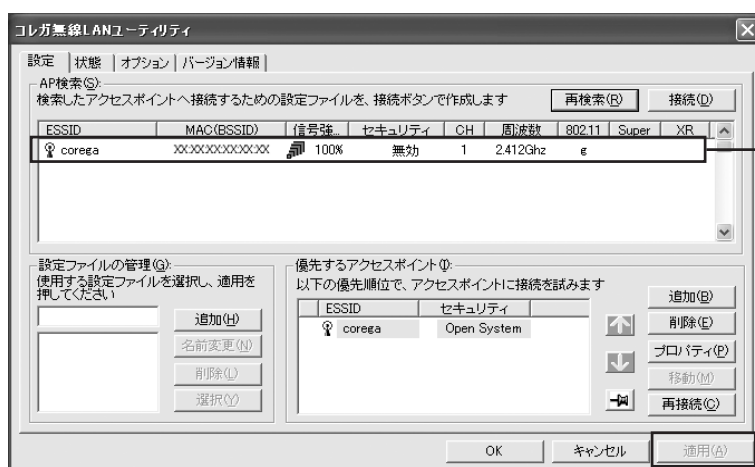 コレガ無線LANユーティリティ
設定 状態 オプション バージョン情報
AP検索(S):
検索したアクセスポイントへ接続するための設定ファイルを、接続ボタンで作成します 再検索(R) 接続(D)
ESSID MAC(BSSID) 信号強... セキュリティ CH 周波数 802.11 Super XR
corega XX:XX:XX:XX:XX:XX 100% 無効 1 2.412Ghz g
設定ファイルの管理(G):
使用する設定ファイルを選択し、適用を
押してください
追加(H)
名前変更(N)
削除(L)
選択(Y)
優先するアクセスポイント(I):
以下の優先順位で、アクセスポイントに接続を試みます
ESSID セキュリティ
corega Open System
追加(B)
削除(E)
プロパティ(P)
移動(M)
再接続(C)
OK キャンセル 適用(A)